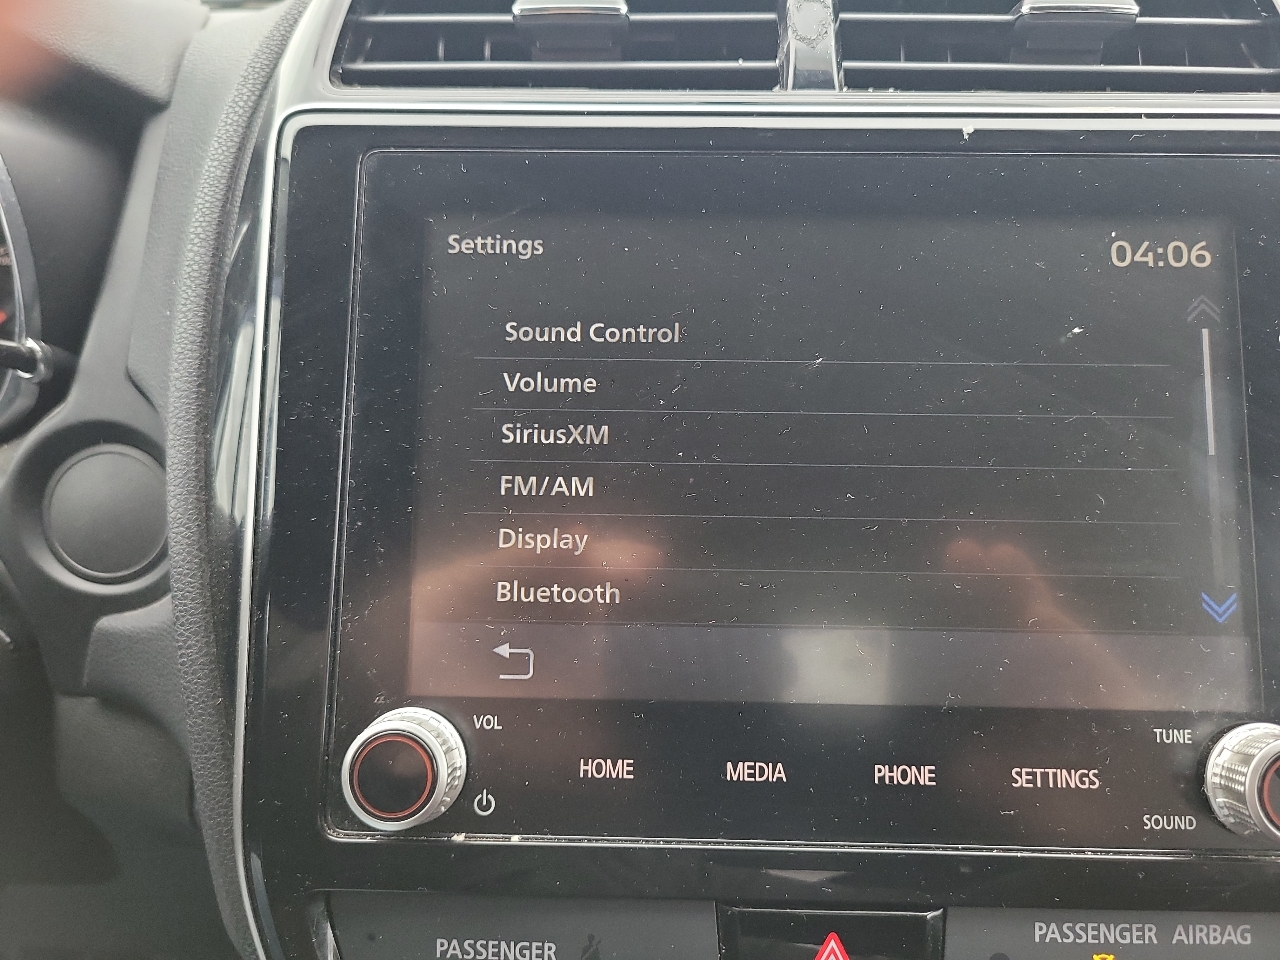 Settings
04:06
Sound Control
Volume
SiriusXM
FM/AM
Display
Bluetooth
VOL
TUNE
HOME
MEDIA
PHONE
SETTINGS
SOUND
PASSENGER
PASSENGER AIRBAG